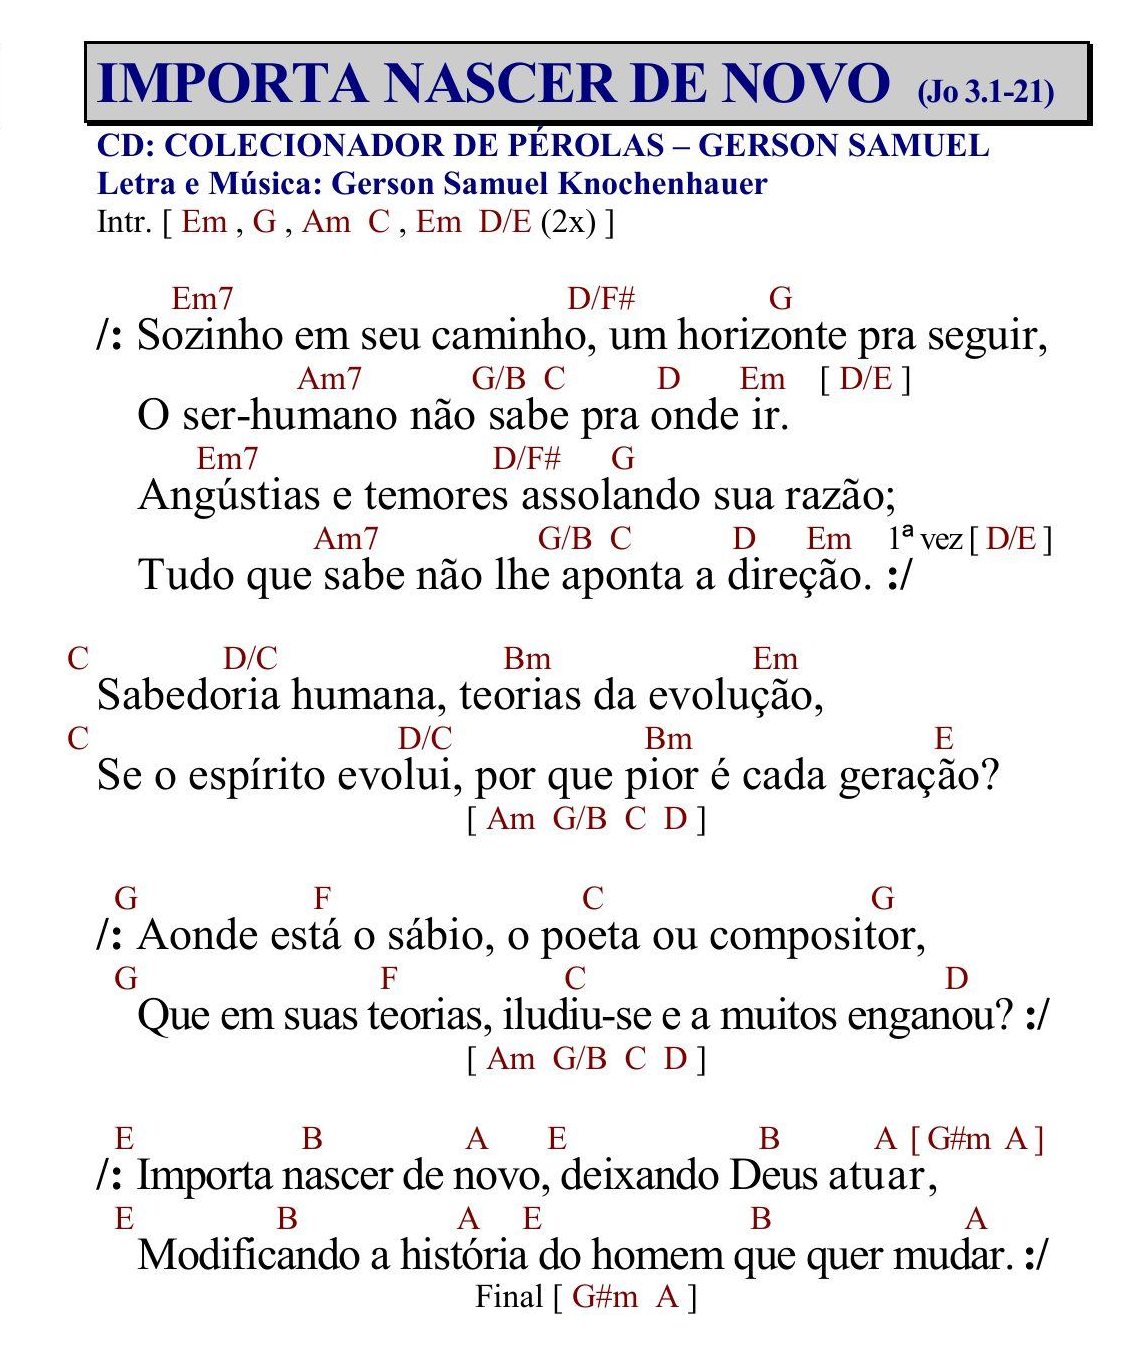 IMPORTA NASCER DE NOVO (Jo 3.1-21)
CD: COLECIONADOR DE PÉROLAS – GERSON SAMUEL
Letra e Música: Gerson Samuel Knochenhauer
Intr. [ Em , G , Am C , Em D/E (2x) ]
Em7 D/F# G
/: Sozinho em seu caminho, um horizonte pra seguir,
Am7 G/B C D Em [ D/E ]
O ser-humano não sabe pra onde ir.
Em7 D/F# G
Angústias e temores assolando sua razão;
Am7 G/B C D Em 1ª vez [ D/E ]
Tudo que sabe não lhe aponta a direção. :/
C D/C Bm Em
Sabedoria humana, teorias da evolução,
C D/C Bm E
Se o espírito evolui, por que pior é cada geração?
[ Am G/B C D ]
G F C G
/: Aonde está o sábio, o poeta ou compositor,
G F C D
Que em suas teorias, iludiu-se e a muitos enganou? :/
[ Am G/B C D ]
E B A E B A [ G#m A ]
/: Importa nascer de novo, deixando Deus atuar,
E B A E B A
Modificando a história do homem que quer mudar. :/
Final [ G#m A ]